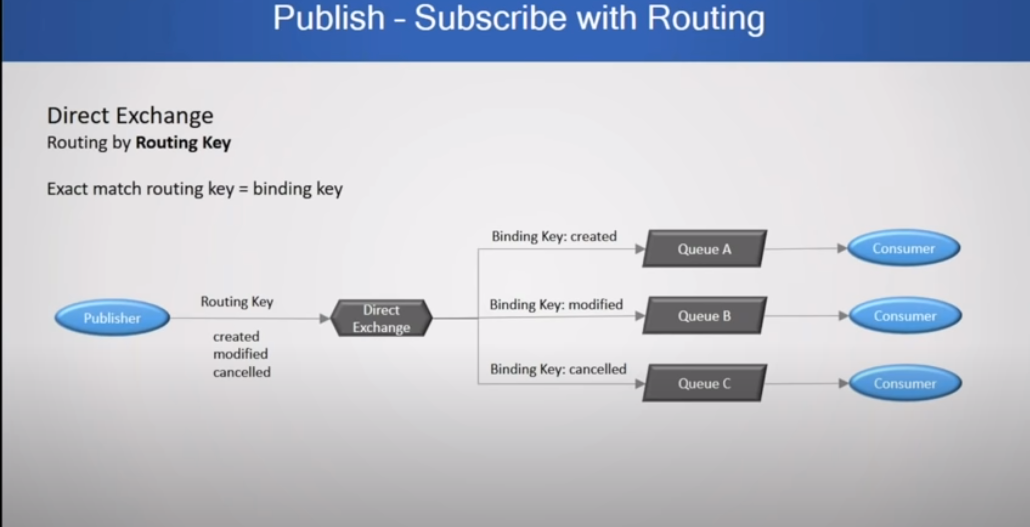 Publish - Subscribe with Routing
Direct Exchange
Routing by Routing Key
Exact match routing key = binding key
Binding Key: created
Queue A
Consumer
Publisher
Routing Key
created
modified
cancelled
Direct
Exchange
Binding Key: modified
Queue B
Consumer
Binding Key: cancelled
Queue C
Consumer